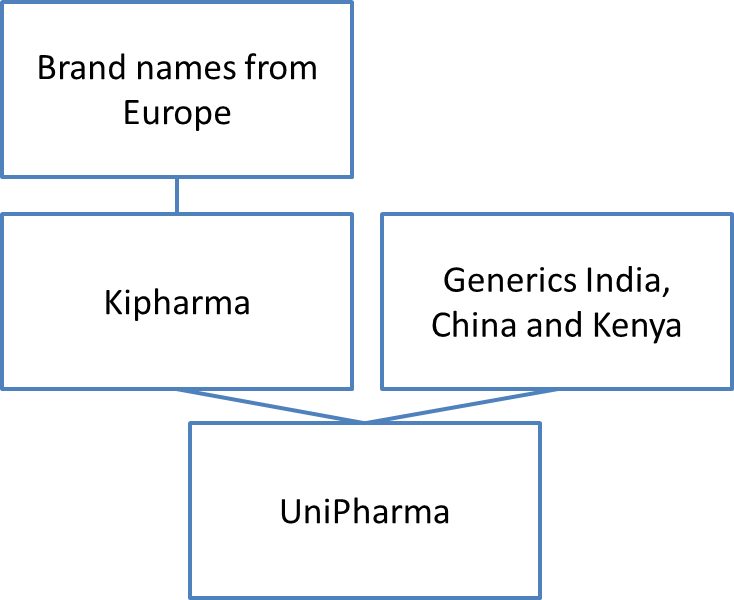 Brand names from
Europe
Kipharma
Generics India,
China and Kenya
UniPharma